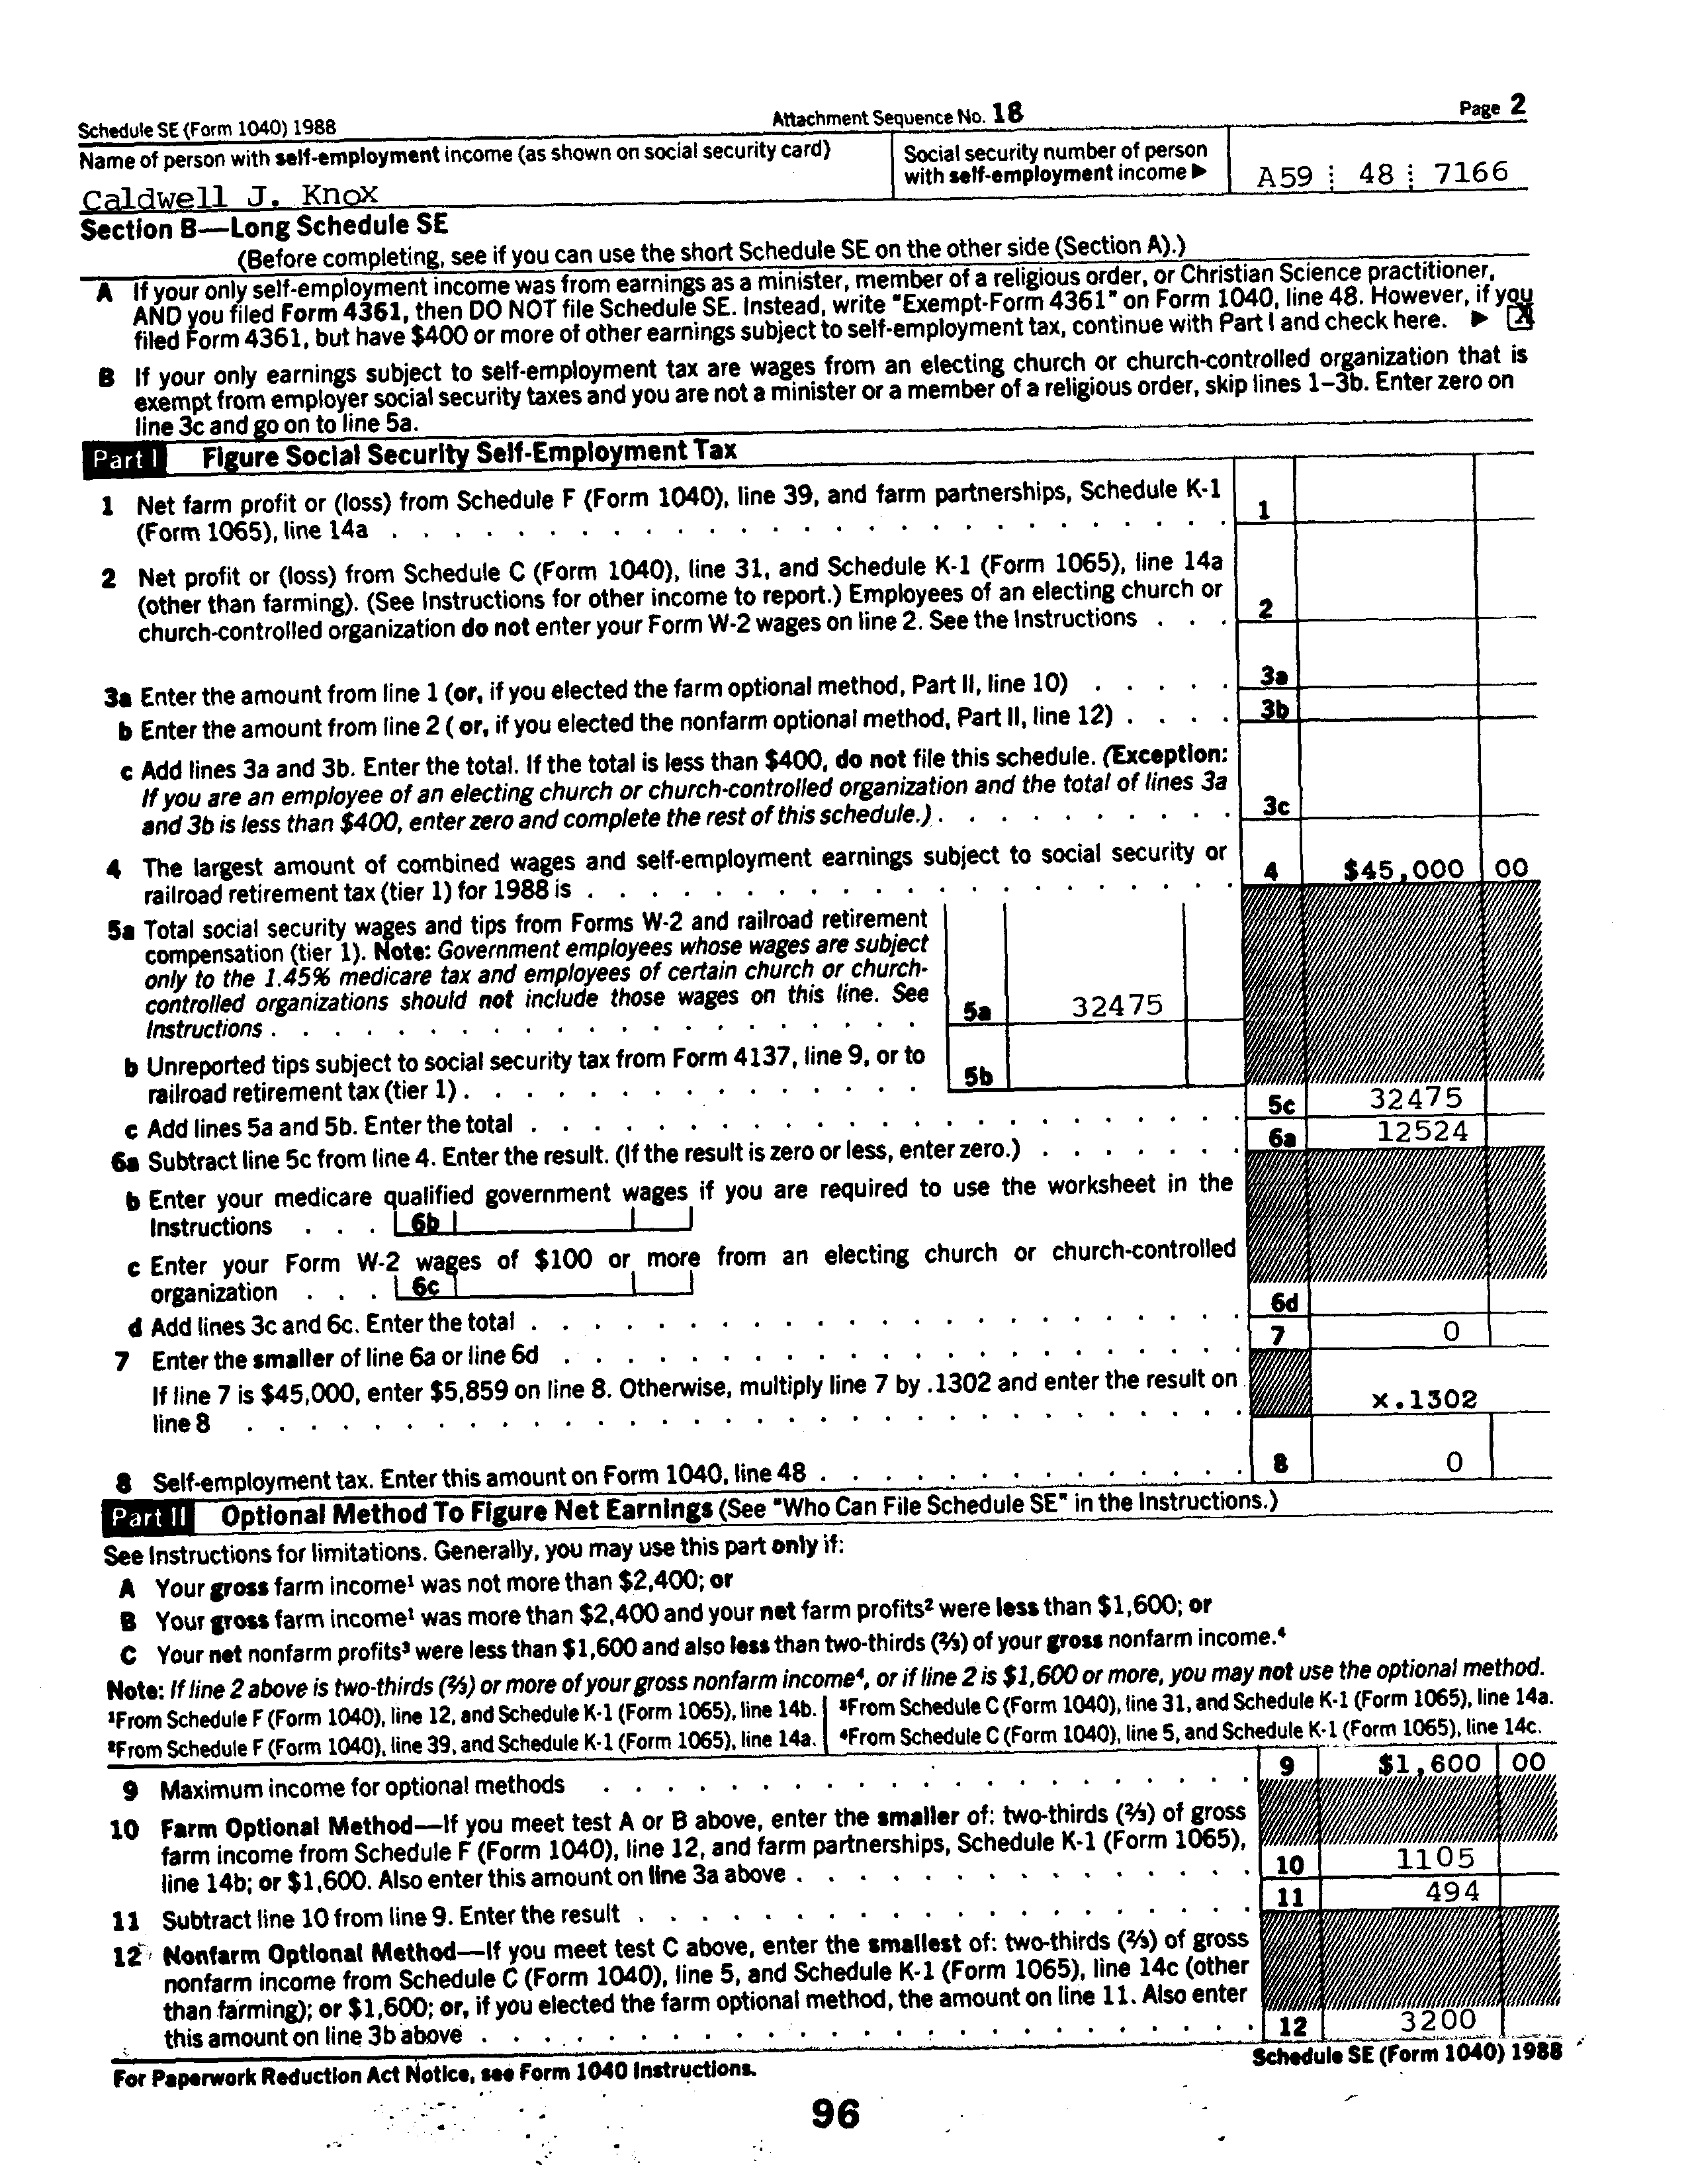 Schedule SE (Form 1040) 1988 Attachment Sequence No. 18 Page 2
Name of person with self-employment income (as shown on social security card)
Caldwell J. Knox
Social security number of person
with self-employment income ▶
A59 48 7166
Section B—Long Schedule SE
(Before completing, see if you can use the short Schedule SE on the other side (Section A).)
A If your only self-employment income was from earnings as a minister, member of a religious order, or Christian Science practitioner,
AND you filed Form 4361, then DO NOT file Schedule SE. Instead, write "Exempt-Form 4361" on Form 1040, line 48. However, if you
filed Form 4361, but have $400 or more of other earnings subject to self-employment tax, continue with Part I and check here. ▶ X
B If your only earnings subject to self-employment tax are wages from an electing church or church-controlled organization that is
exempt from employer social security taxes and you are not a minister or a member of a religious order, skip lines 1–3b. Enter zero on
line 3c and go on to line 5a.
Part I Figure Social Security Self-Employment Tax
1 Net farm profit or (loss) from Schedule F (Form 1040), line 39, and farm partnerships, Schedule K-1
(Form 1065), line 14a . . . 1
2 Net profit or (loss) from Schedule C (Form 1040), line 31, and Schedule K-1 (Form 1065), line 14a
(other than farming). (See Instructions for other income to report.) Employees of an electing church or
church-controlled organization do not enter your Form W-2 wages on line 2. See the Instructions . . . 2
3a Enter the amount from line 1 (or, if you elected the farm optional method, Part II, line 10) . . . . . 3a
b Enter the amount from line 2 ( or, if you elected the nonfarm optional method, Part II, line 12) . . . . 3b
c Add lines 3a and 3b. Enter the total. If the total is less than $400, do not file this schedule. (Exception:
If you are an employee of an electing church or church-controlled organization and the total of lines 3a
and 3b is less than $400, enter zero and complete the rest of this schedule.) . . . 3c
4 The largest amount of combined wages and self-employment earnings subject to social security or
railroad retirement tax (tier 1) for 1988 is . . . 4 $45,000 00
5a Total social security wages and tips from Forms W-2 and railroad retirement
compensation (tier 1). Note: Government employees whose wages are subject
only to the 1.45% medicare tax and employees of certain church or church-
controlled organizations should not include those wages on this line. See
Instructions . . . 5a 32475
b Unreported tips subject to social security tax from Form 4137, line 9, or to
railroad retirement tax (tier 1) . . . 5b
c Add lines 5a and 5b. Enter the total . . . 5c 32475
6a Subtract line 5c from line 4. Enter the result. (If the result is zero or less, enter zero.) . . . 6a 12524
b Enter your medicare qualified government wages if you are required to use the worksheet in the
Instructions . . . 6b
c Enter your Form W-2 wages of $100 or more from an electing church or church-controlled
organization . . . 6c
d Add lines 3c and 6c. Enter the total . . . 6d
7 Enter the smaller of line 6a or line 6d . . . 7 0
If line 7 is $45,000, enter $5,859 on line 8. Otherwise, multiply line 7 by .1302 and enter the result on
line 8 . . . x.1302
8 Self-employment tax. Enter this amount on Form 1040, line 48 . . . 8 0
Part II Optional Method To Figure Net Earnings (See "Who Can File Schedule SE" in the Instructions.)
See Instructions for limitations. Generally, you may use this part only if:
A Your gross farm income¹ was not more than $2,400; or
B Your gross farm income¹ was more than $2,400 and your net farm profits² were less than $1,600; or
C Your net nonfarm profits³ were less than $1,600 and also less than two-thirds (⅔) of your gross nonfarm income.⁴
Note: If line 2 above is two-thirds (⅔) or more of your gross nonfarm income⁴, or if line 2 is $1,600 or more, you may not use the optional method.
¹From Schedule F (Form 1040), line 12, and Schedule K-1 (Form 1065), line 14b. ³From Schedule C (Form 1040), line 31, and Schedule K-1 (Form 1065), line 14a.
²From Schedule F (Form 1040), line 39, and Schedule K-1 (Form 1065), line 14a. ⁴From Schedule C (Form 1040), line 5, and Schedule K-1 (Form 1065), line 14c.
9 Maximum income for optional methods . . . 9 $1,600 00
10 Farm Optional Method—If you meet test A or B above, enter the smaller of: two-thirds (⅔) of gross
farm income from Schedule F (Form 1040), line 12, and farm partnerships, Schedule K-1 (Form 1065),
line 14b; or $1,600. Also enter this amount on line 3a above . . . 10 1105
11 Subtract line 10 from line 9. Enter the result . . . 11 494
12 Nonfarm Optional Method—If you meet test C above, enter the smallest of: two-thirds (⅔) of gross
nonfarm income from Schedule C (Form 1040), line 5, and Schedule K-1 (Form 1065), line 14c (other
than farming); or $1,600; or, if you elected the farm optional method, the amount on line 11. Also enter
this amount on line 3b above . . . 12 3200
For Paperwork Reduction Act Notice, see Form 1040 Instructions. Schedule SE (Form 1040) 1988
96